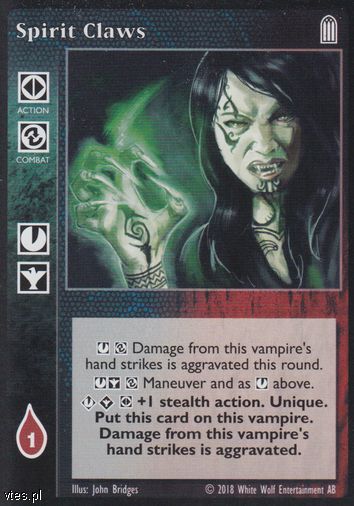 Spirit Claws
ACTION
COMBAT
Damage from this vampire's
hand strikes is aggravated this round.
Maneuver and as above.
+1 stealth action. Unique.
Put this card on this vampire.
Damage from this vampire's
hand strikes is aggravated.
1
Illus: John Bridges © 2018 White Wolf Entertainment AB
vtes.pl